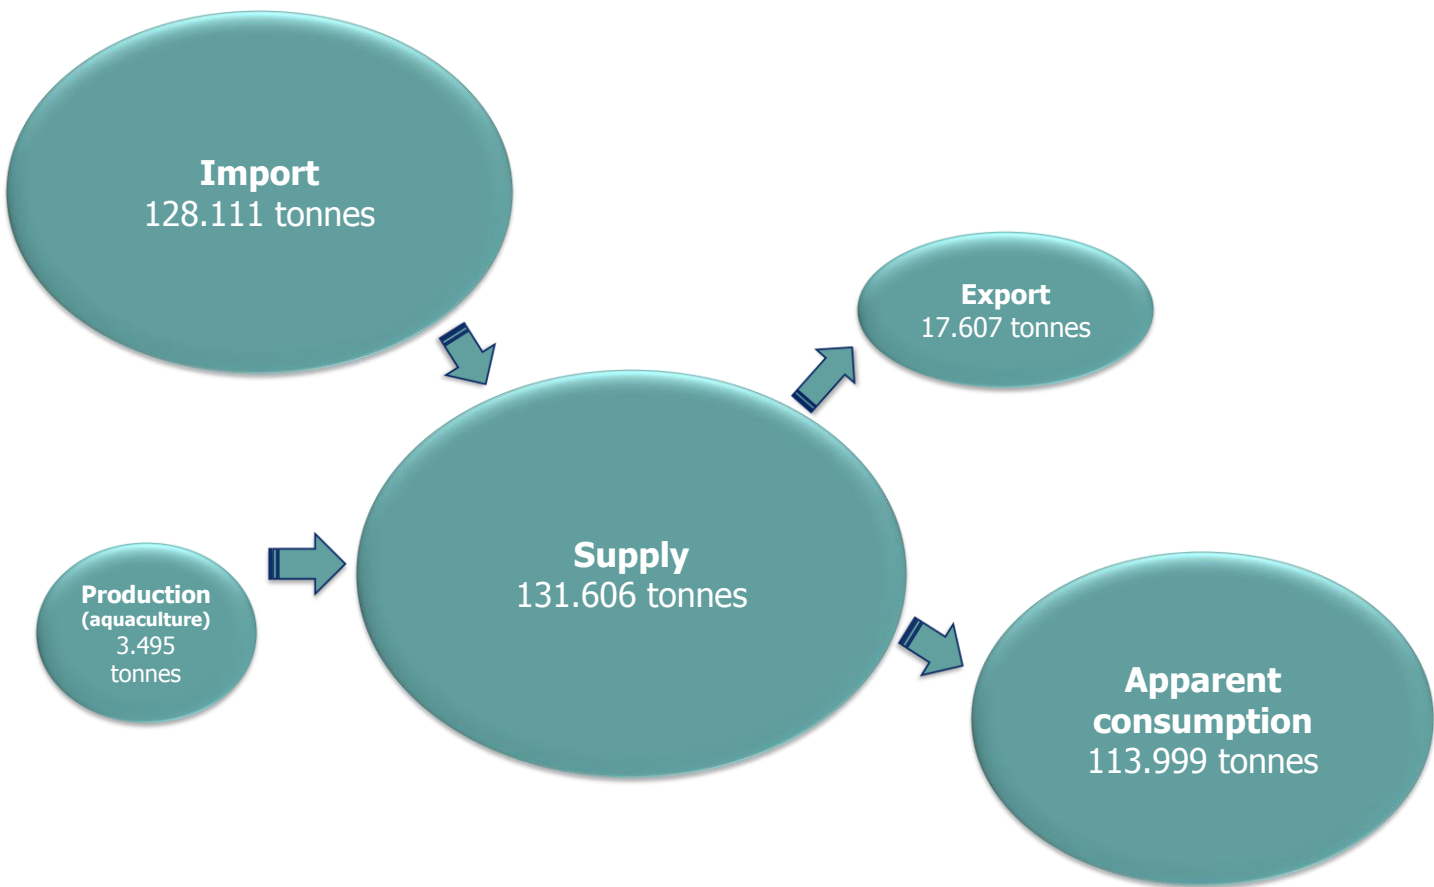 Import
128.111 tonnes
Export
17.607 tonnes
Supply
131.606 tonnes
Production
(aquaculture)
3.495
tonnes
Apparent
consumption
113.999 tonnes